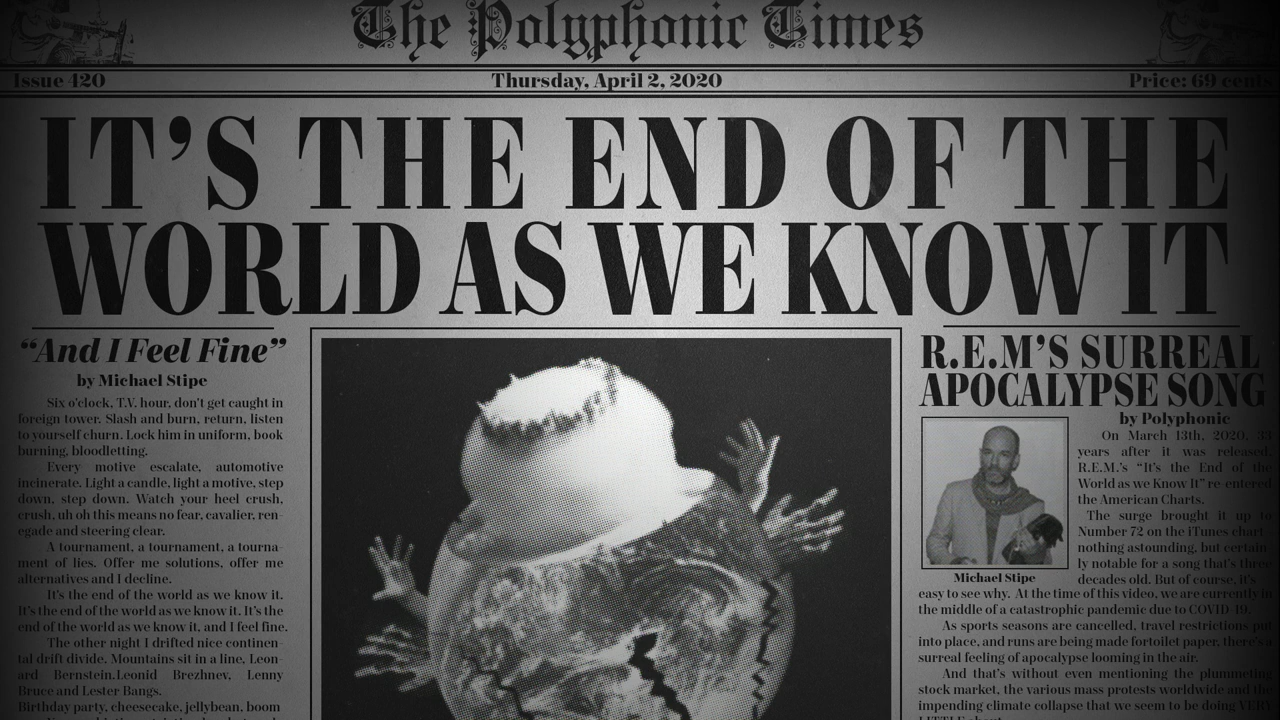 The Polyphonic Times
Issue 420
Thursday, April 2, 2020
Price: 69 cents
IT'S THE END OF THE
WORLD AS WE KNOW IT
“And I Feel Fine”
by Michael Stipe
Six o'clock, T.V. hour, don't get caught in
foreign tower. Slash and burn, return, listen
to yourself churn. Lock him in uniform, book
burning, bloodletting.
Every motive escalate, automotive
incinerate. Light a candle, light a motive, step
down, step down. Watch your heel crush,
crush, uh oh this means no fear, cavalier, ren-
egade and steering clear.
A tournament, a tournament, a tourna-
ment of lies. Offer me solutions, offer me
alternatives and I decline.
It's the end of the world as we know it.
It's the end of the world as we know it. It's the
end of the world as we know it, and I feel fine.
The other night I drifted nice continen-
tal drift divide. Mountains sit in a line, Leon-
ard Bernstein.Leonid Brezhnev, Lenny
Bruce and Lester Bangs.
Birthday party, cheesecake, jellybean, boom
R.E.M'S SURREAL
APOCALYPSE SONG
by Polyphonic
Michael Stipe
On March 13th, 2020, 33
years after it was released,
R.E.M.'s “It's the End of the
World as we Know It” re-entered
the American Charts.
The surge brought it up to
Number 72 on the iTunes chart
nothing astounding, but certain-
ly notable for a song that's three
decades old. But of course, it's
easy to see why. At the time of this video, we are currently in
the middle of a catastrophic pandemic due to COVID-19.
As sports seasons are cancelled, travel restrictions put
into place, and runs are being made fortoilet paper, there's a
surreal feeling of apocalypse looming in the air.
And that's without even mentioning the plummeting
stock market, the various mass protests worldwide and the
impending climate collapse that we seem to be doing VERY
LITTLE about